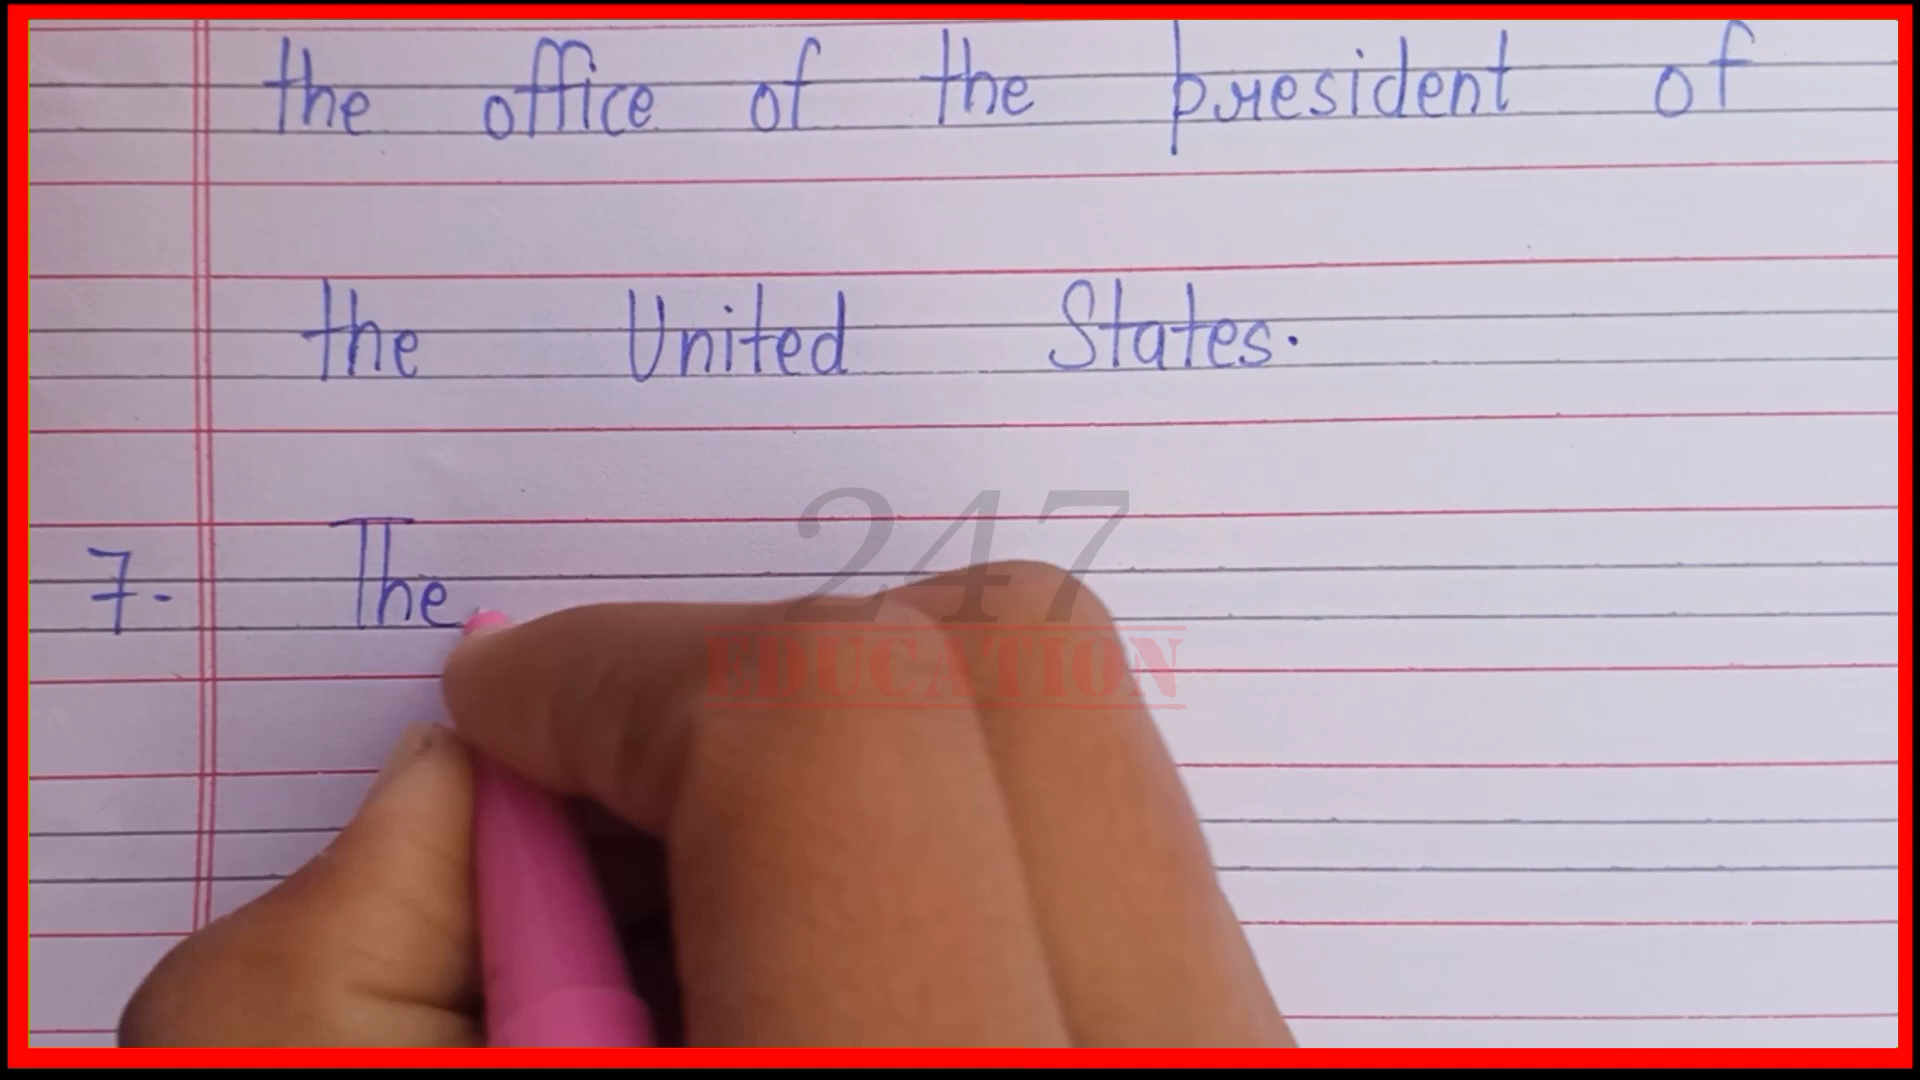 the office of the president of
the United States.
7. The
247
EDUCATION